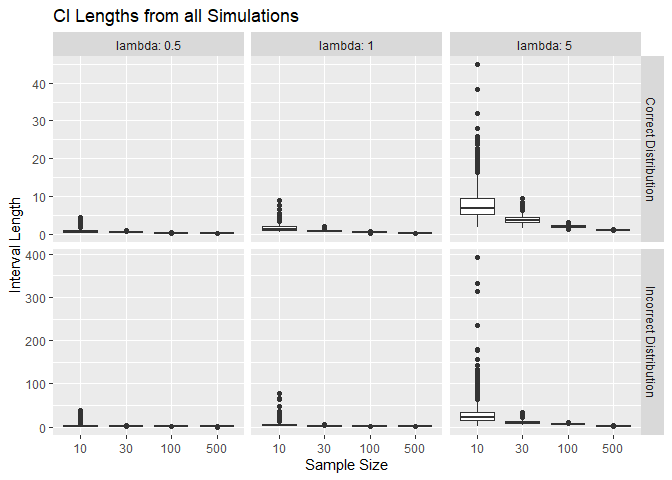 CI Lengths from all Simulations
lambda: 0.5
lambda: 1
lambda: 5
Interval Length
40
30
20
10
0
Correct Distribution
400
300
200
100
0
Incorrect Distribution
10 30 100 500
10 30 100 500
10 30 100 500
Sample Size